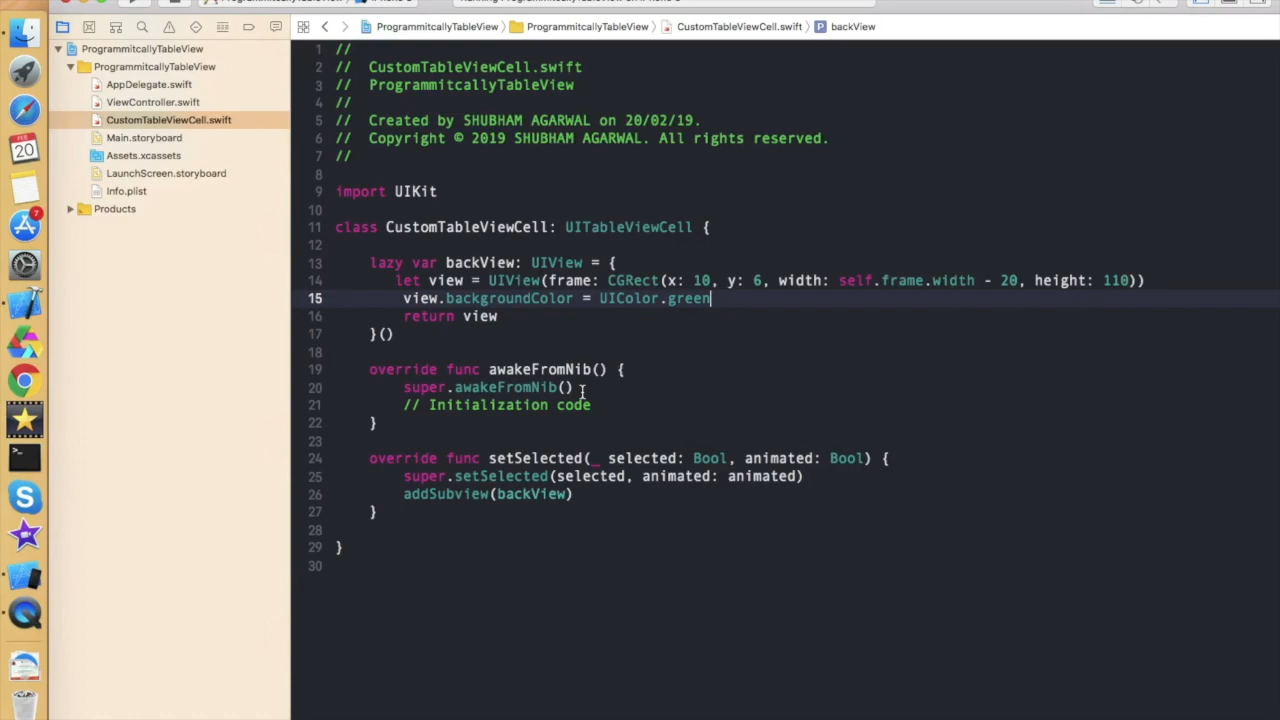 ProgrammitcallyTableView
ProgrammitcallyTableView
CustomTableViewCell.swift
backView
ProgrammitcallyTableView
ProgrammitcallyTableView
AppDelegate.swift
ViewController.swift
CustomTableViewCell.swift
Main.storyboard
Assets.xcassets
LaunchScreen.storyboard
Info.plist
Products
FEB
20
7
1 //
2 //  CustomTableViewCell.swift
3 //  ProgrammitcallyTableView
4 //
5 //  Created by SHUBHAM AGARWAL on 20/02/19.
6 //  Copyright © 2019 SHUBHAM AGARWAL. All rights reserved.
7 //
8
9 import UIKit
10
11 class CustomTableViewCell: UITableViewCell {
12
13     lazy var backView: UIView = {
14        let view = UIView(frame: CGRect(x: 10, y: 6, width: self.frame.width - 20, height: 110))
15         view.backgroundColor = UIColor.green
16         return view
17     }()
18
19     override func awakeFromNib() {
20         super.awakeFromNib()
21         // Initialization code
22     }
23
24     override func setSelected(_ selected: Bool, animated: Bool) {
25         super.setSelected(selected, animated: animated)
26         addSubview(backView)
27     }
28
29 }
30